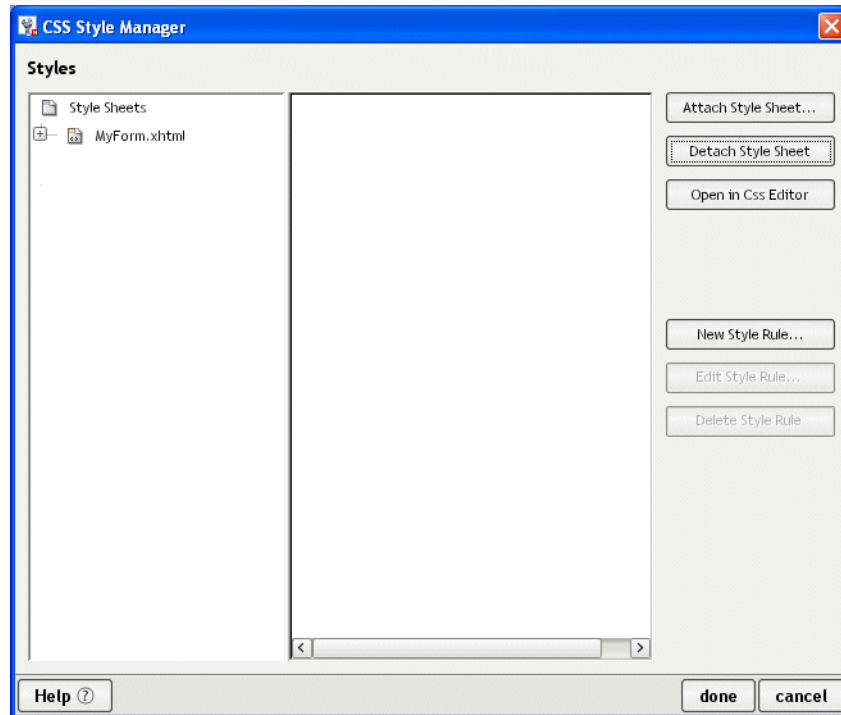 CSS Style Manager
Styles
Style Sheets
MyForm.xhtml
Attach Style Sheet...
Detach Style Sheet
Open in Css Editor
New Style Rule...
Edit Style Rule...
Delete Style Rule
Help ?
done
cancel